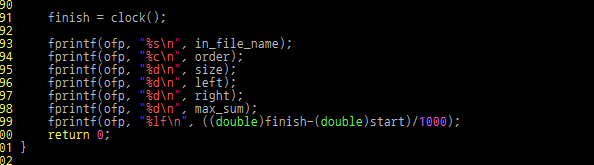 90
91 finish = clock();
92
93 fprintf(ofp, "%s\n", in_file_name);
94 fprintf(ofp, "%c\n", order);
95 fprintf(ofp, "%d\n", size);
96 fprintf(ofp, "%d\n", left);
97 fprintf(ofp, "%d\n", right);
98 fprintf(ofp, "%d\n", max_sum);
99 fprintf(ofp, "%lf\n", ((double)finish-(double)start)/1000);
00 return 0;
01 }
02